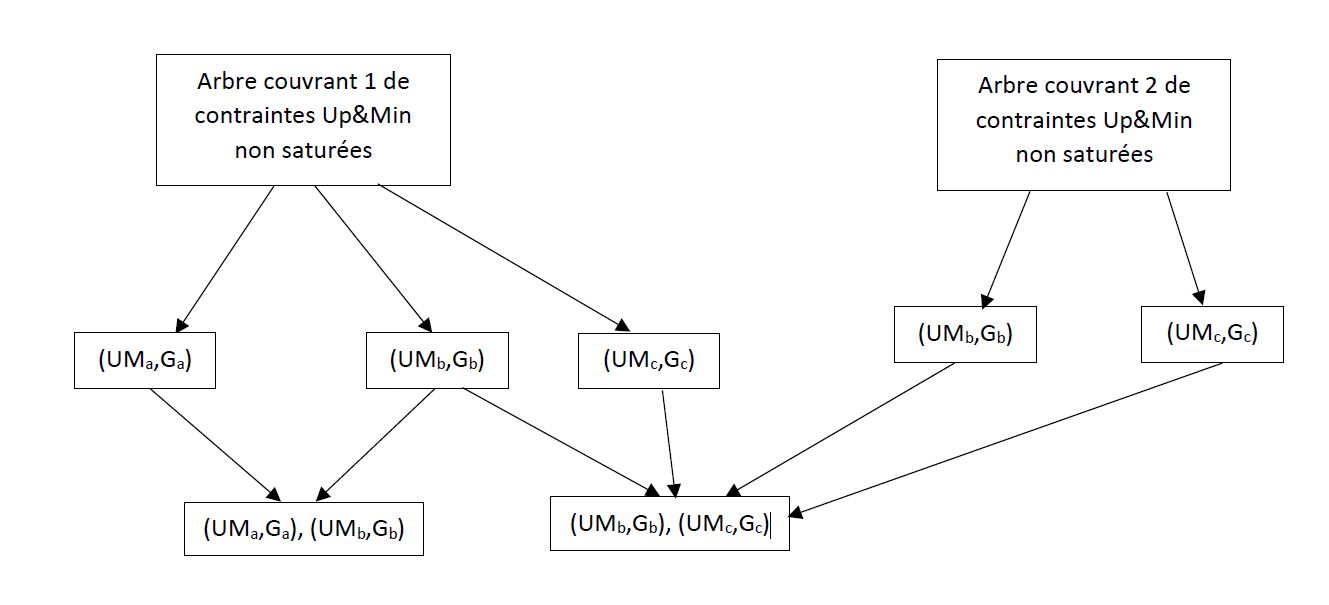 Arbre couvrant 1 de
contraintes Up&Min
non saturées
Arbre couvrant 2 de
contraintes Up&Min
non saturées
(UMa,Ga)
(UMb,Gb)
(UMc,Gc)
(UMb,Gb)
(UMc,Gc)
(UMa,Ga), (UMb,Gb)
(UMb,Gb), (UMc,Gc)